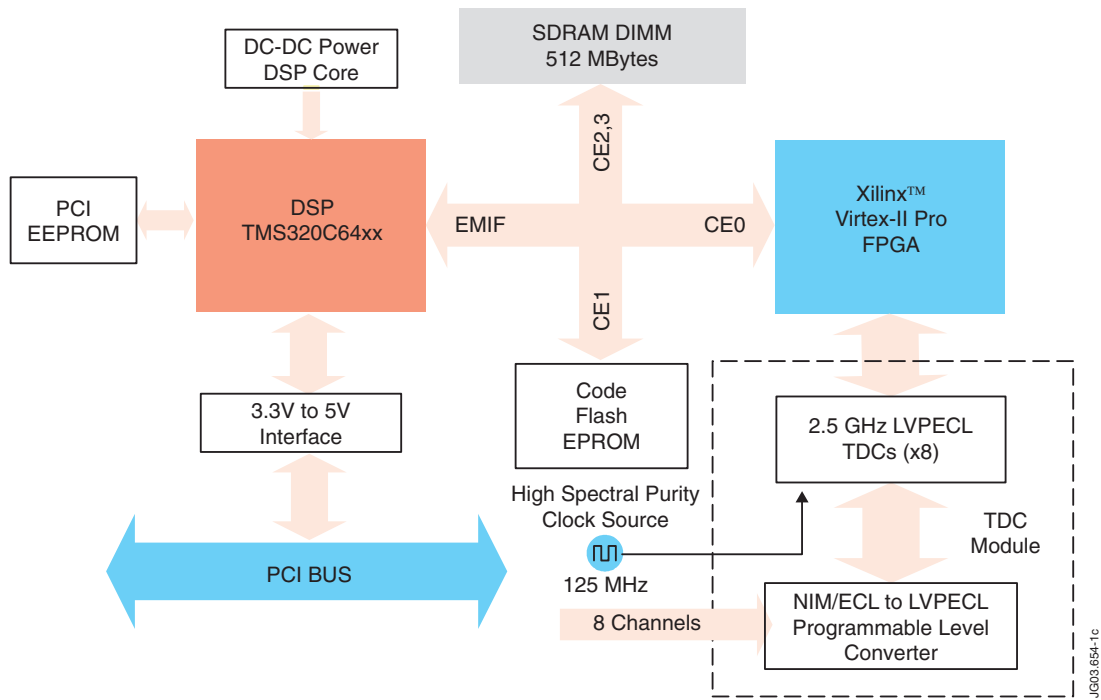 SDRAM DIMM
512 MBytes
DC-DC Power
DSP Core
CE2,3
PCI
EEPROM
DSP
TMS320C64xx
EMIF
CE0
Xilinx™
Virtex-II Pro
FPGA
CE1
3.3V to 5V
Interface
Code
Flash
EPROM
2.5 GHz LVPECL
TDCs (x8)
High Spectral Purity
Clock Source
TDC
Module
PCI BUS
125 MHz
8 Channels
NIM/ECL to LVPECL
Programmable Level
Converter
JG03.654-1c